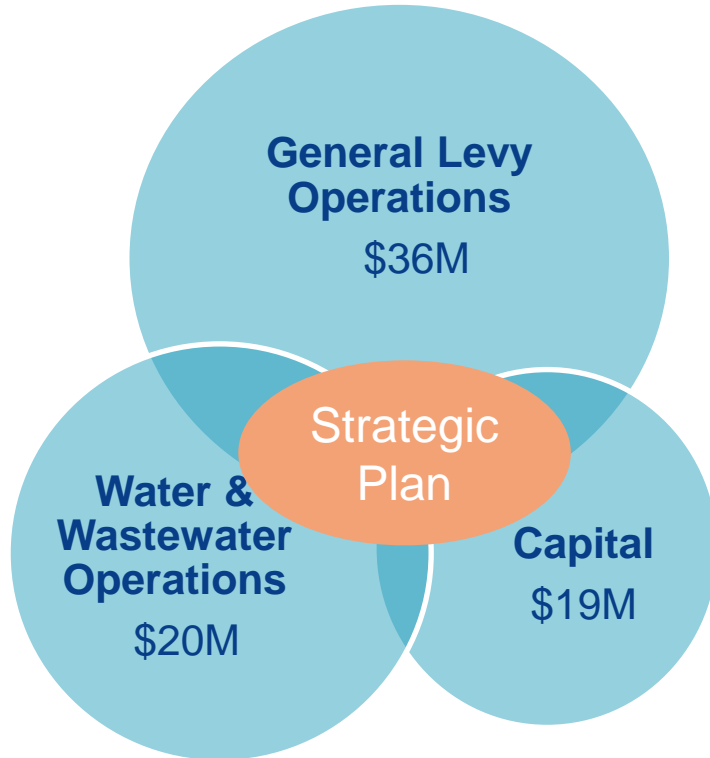 General Levy
Operations
$36M
Strategic
Plan
Water &
Wastewater
Operations
$20M
Capital
$19M